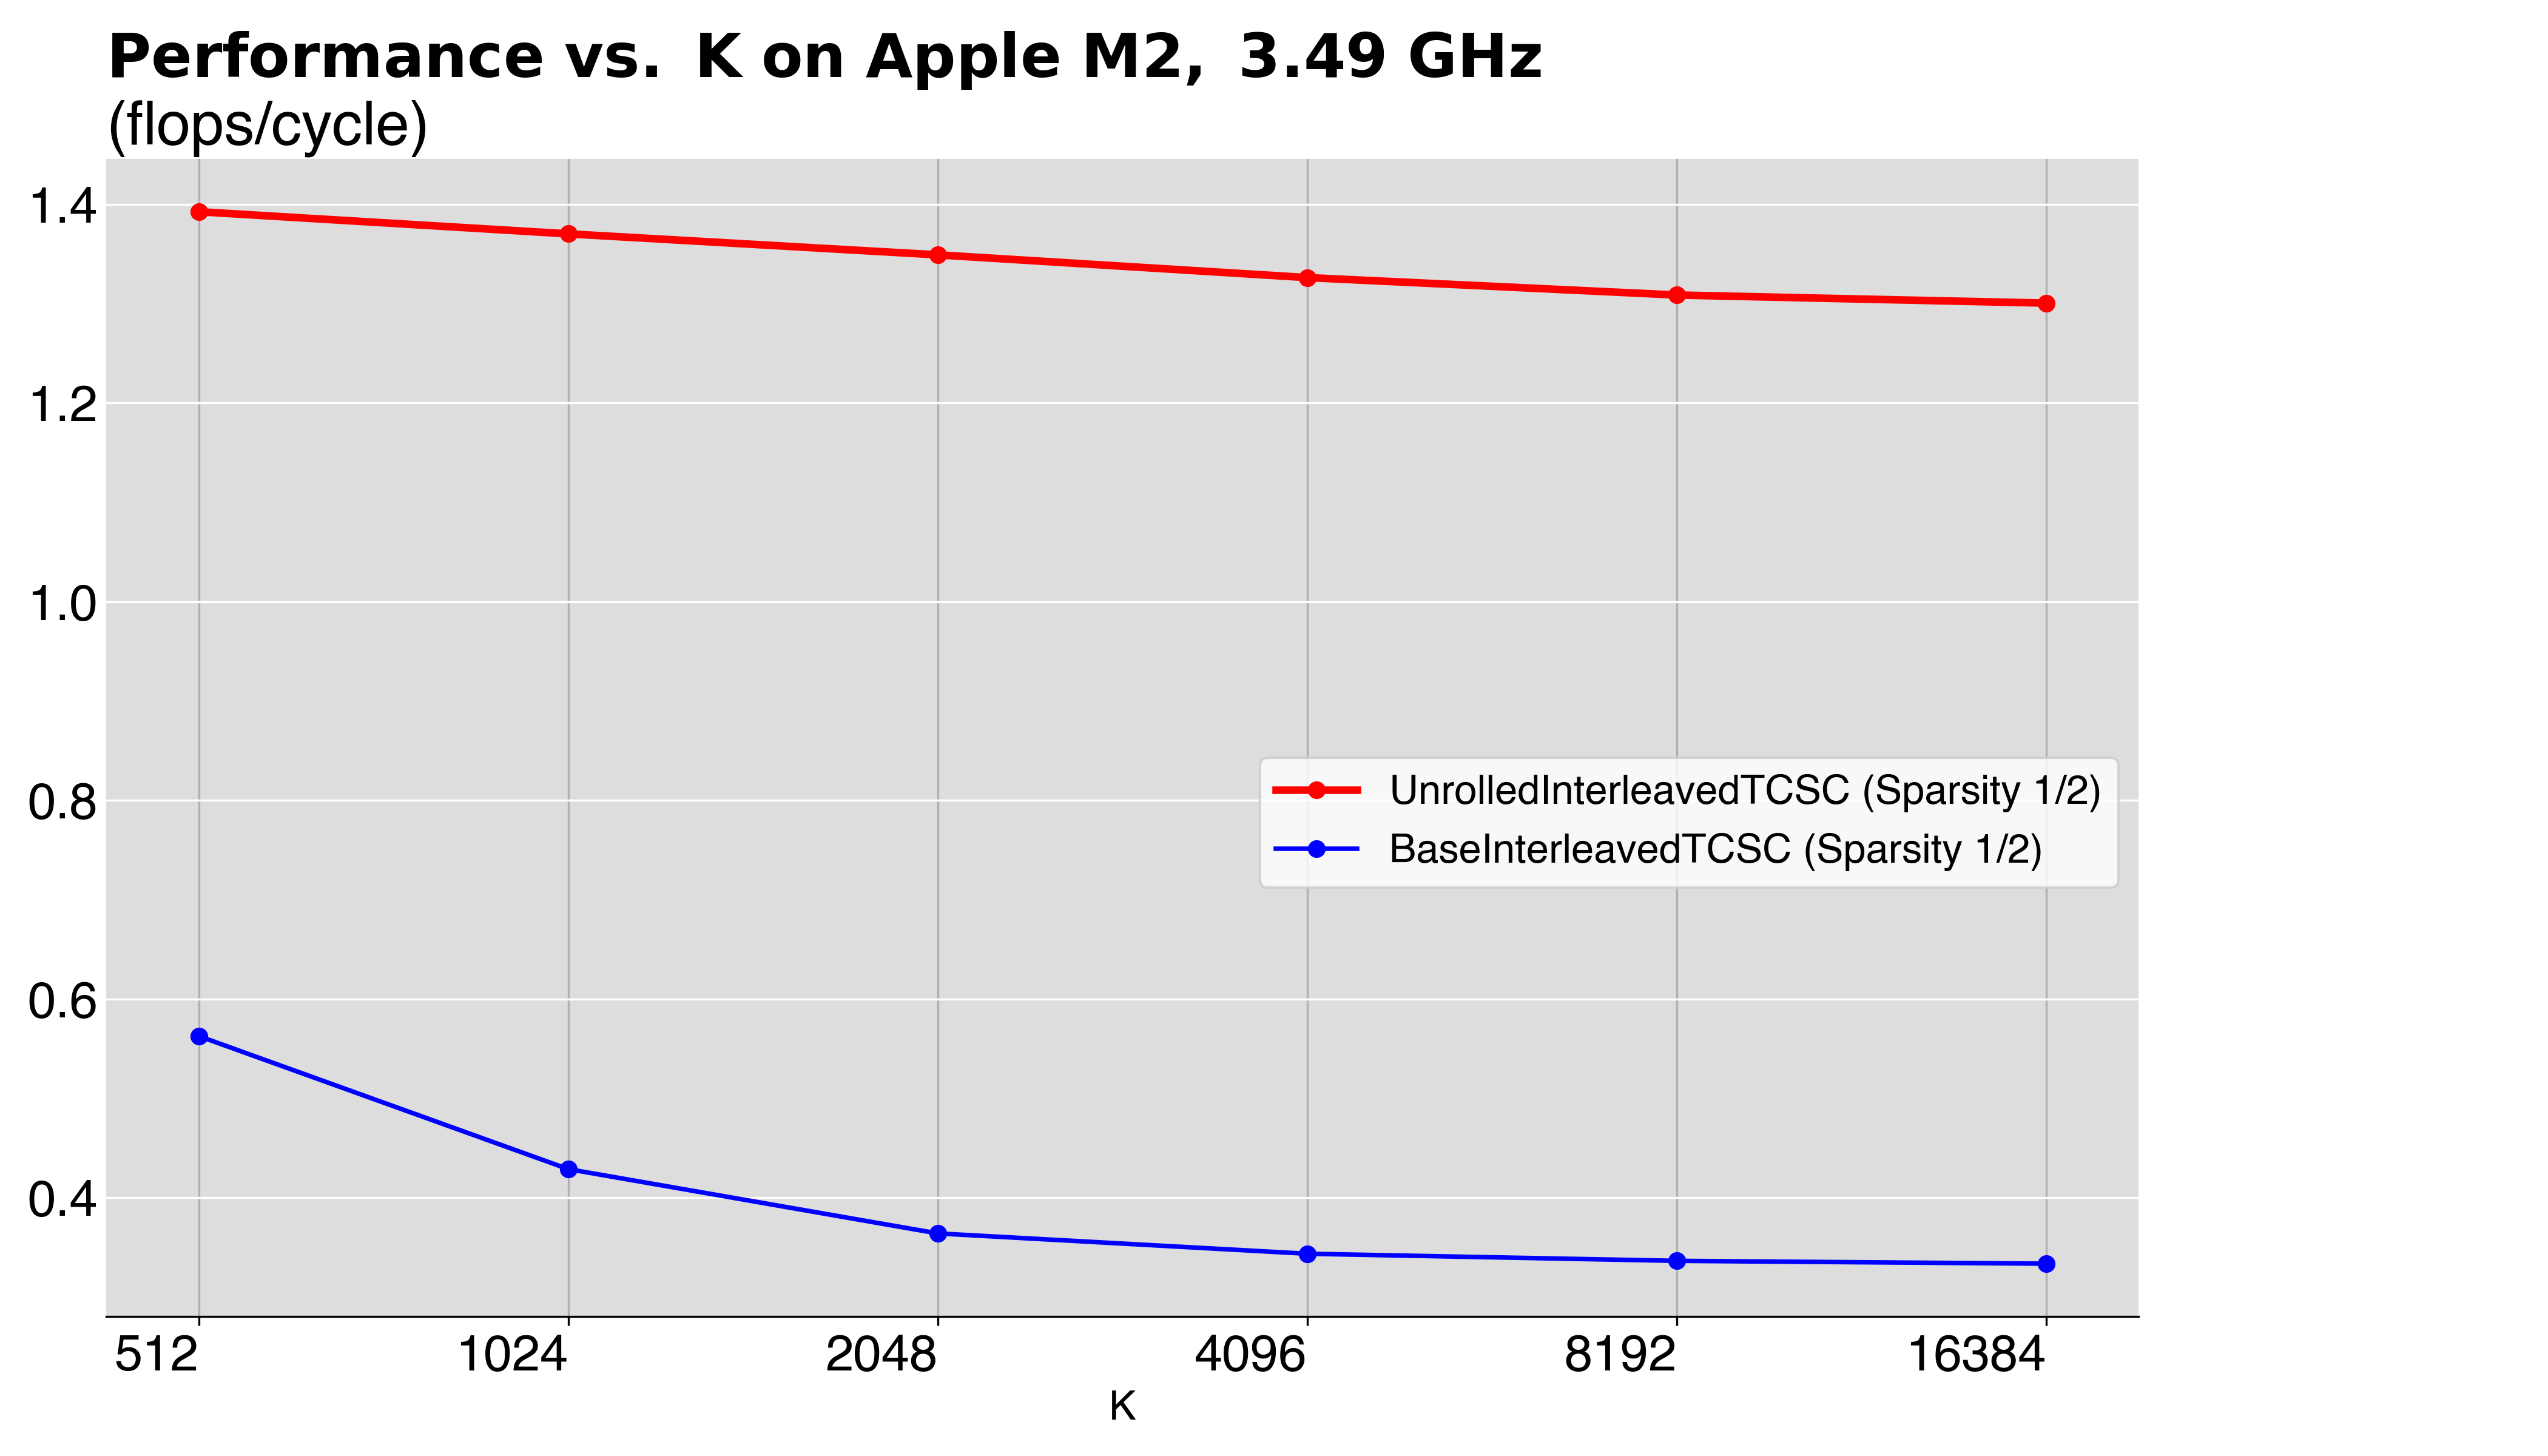 Performance vs. K on Apple M2, 3.49 GHz
(flops/cycle)
1.4
1.2
1.0
0.8
0.6
0.4
UnrolledInterleavedTCSC (Sparsity 1/2)
BaseInterleavedTCSC (Sparsity 1/2)
512 1024 2048 4096 8192 16384
K